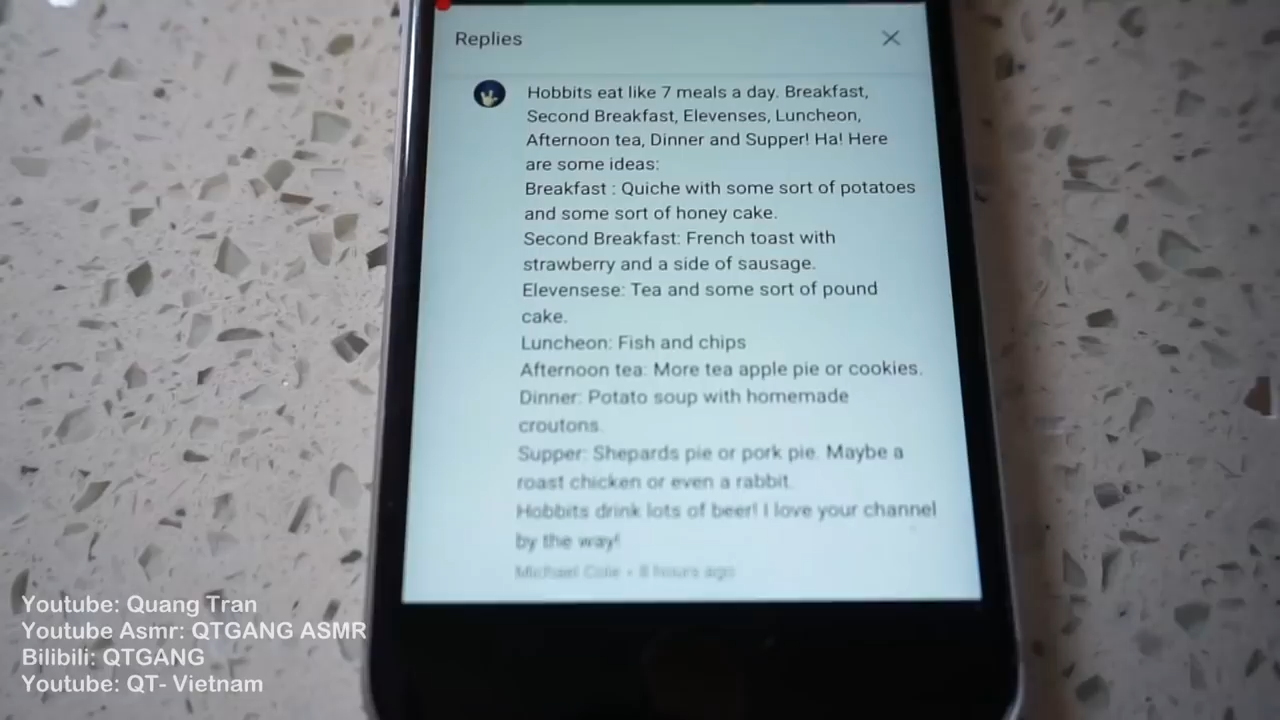 Replies
Hobbits eat like 7 meals a day. Breakfast,
Second Breakfast, Elevenses, Luncheon,
Afternoon tea, Dinner and Supper! Ha! Here
are some ideas:
Breakfast : Quiche with some sort of potatoes
and some sort of honey cake.
Second Breakfast: French toast with
strawberry and a side of sausage.
Elevensese: Tea and some sort of pound
cake.
Luncheon: Fish and chips
Afternoon tea: More tea apple pie or cookies.
Dinner: Potato soup with homemade
croutons.
Supper: Shepards pie or pork pie. Maybe a
roast chicken or even a rabbit.
Hobbits drink lots of beer! I love your channel
by the way!
Michael Cole • 8 hours ago
Youtube: Quang Tran
Youtube Asmr: QTGANG ASMR
Bilibili: QTGANG
Youtube: QT- Vietnam